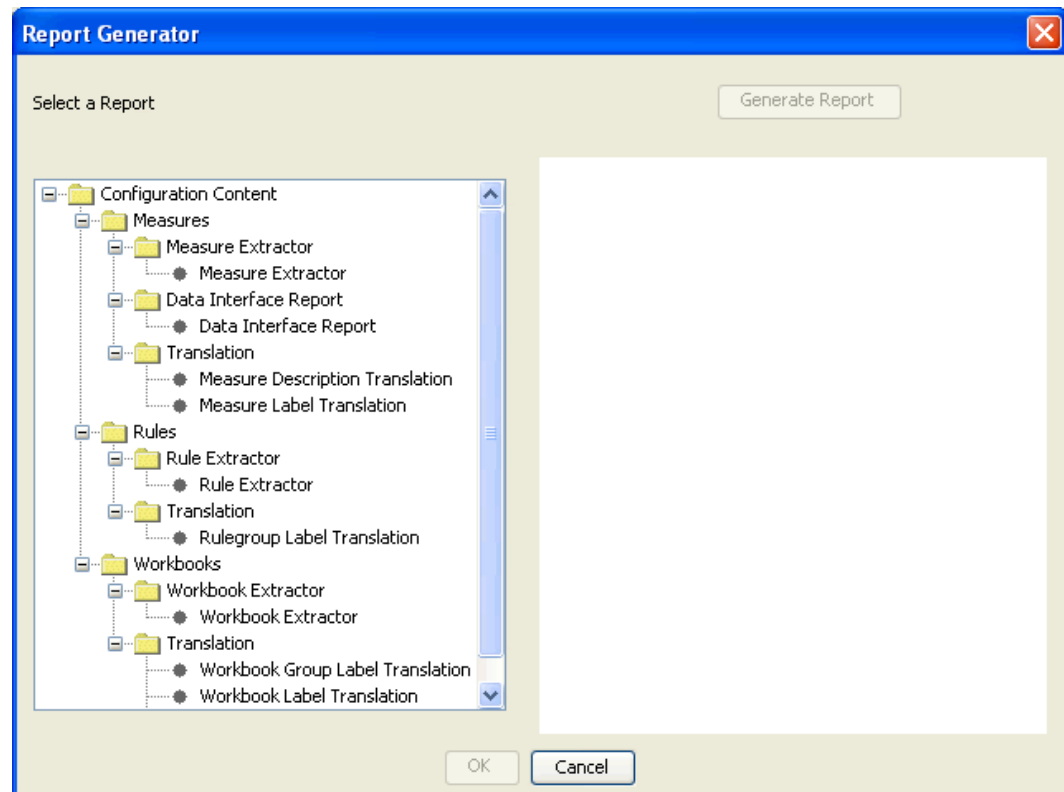 Report Generator
Select a Report
Generate Report
Configuration Content
Measures
Measure Extractor
Measure Extractor
Data Interface Report
Data Interface Report
Translation
Measure Description Translation
Measure Label Translation
Rules
Rule Extractor
Rule Extractor
Translation
Rulegroup Label Translation
Workbooks
Workbook Extractor
Workbook Extractor
Translation
Workbook Group Label Translation
Workbook Label Translation
OK
Cancel